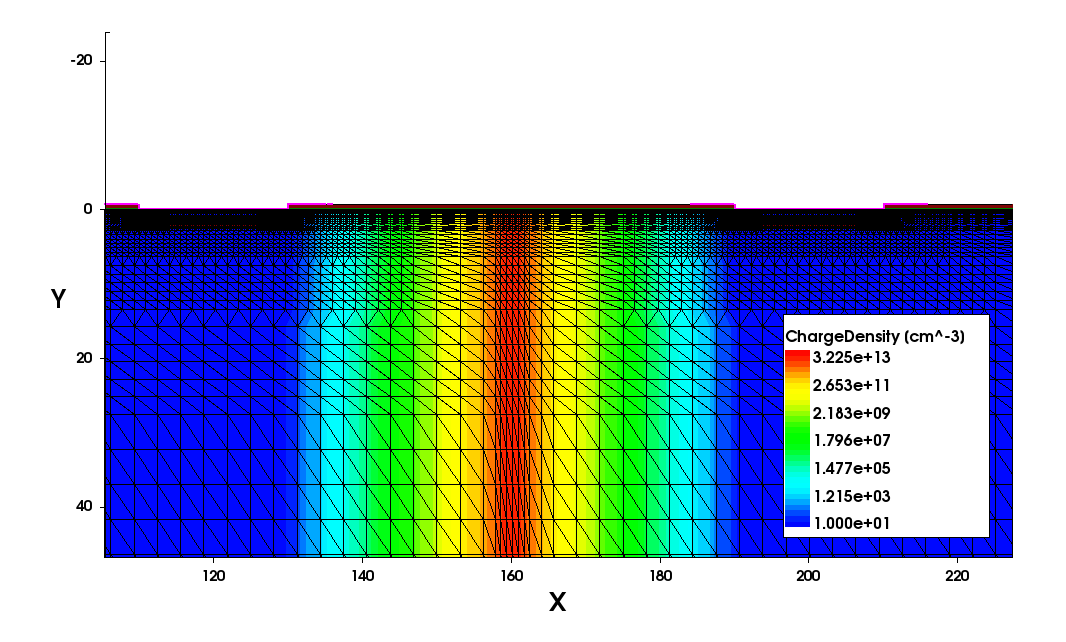 -20
0
Y
20
40
ChargeDensity (cm^-3)
3.225e+13
2.653e+11
2.183e+09
1.796e+07
1.477e+05
1.215e+03
1.000e+01
120 140 160 180 200 220
X